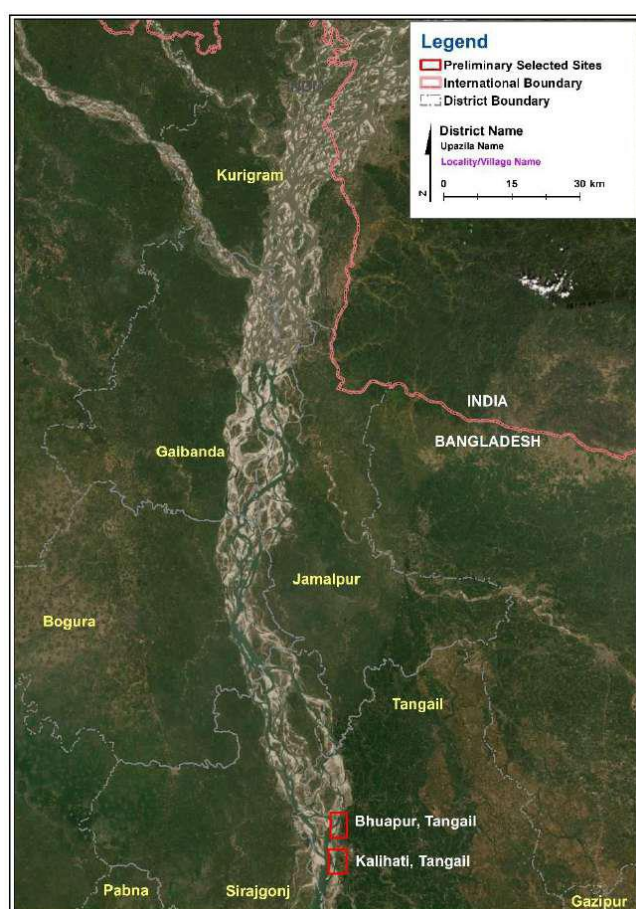 Legend
Preliminary Selected Sites
International Boundary
District Boundary
District Name
Upazila Name
Locality/Village Name
N
0 15 30 km
Kurigram
INDIA
BANGLADESH
Gaibanda
Jamalpur
Bogura
Tangail
Bhuapur, Tangail
Kalihati, Tangail
Pabna
Sirajgonj
Gazipur